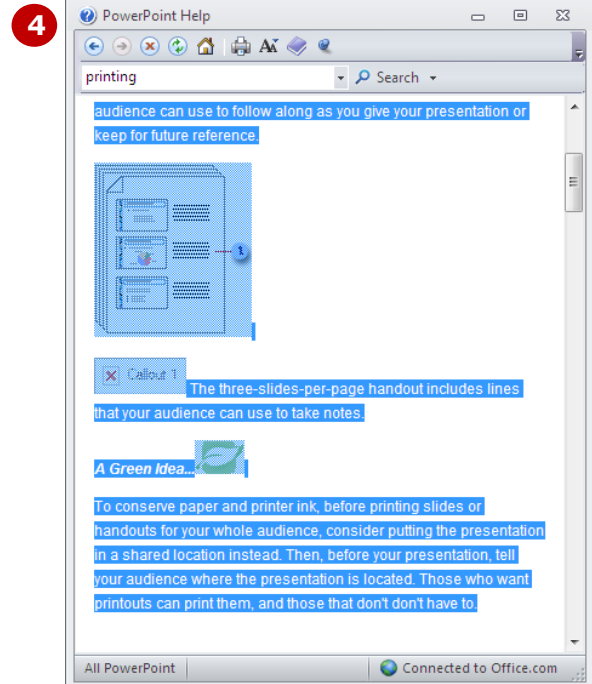 4
PowerPoint Help
printing
Search
audience can use to follow along as you give your presentation or
keep for future reference.
1
Callout 1
The three-slides-per-page handout includes lines
that your audience can use to take notes.
A Green Idea...
To conserve paper and printer ink, before printing slides or
handouts for your whole audience, consider putting the presentation
in a shared location instead. Then, before your presentation, tell
your audience where the presentation is located. Those who want
printouts can print them, and those that don't don't have to.
All PowerPoint
Connected to Office.com